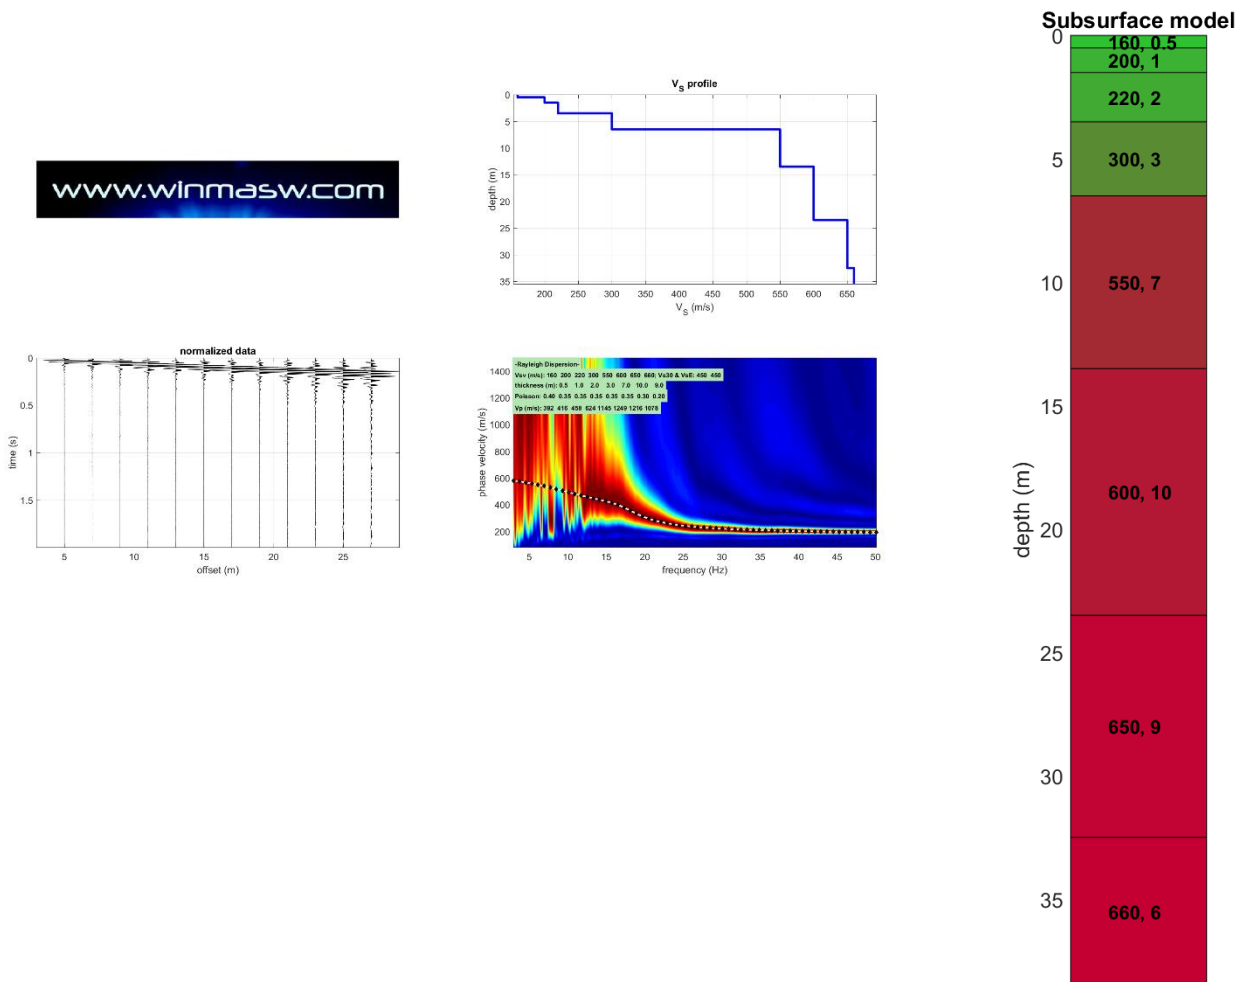 www.winmasw.com
V_S profile
0
5
10
15
20
25
30
35
depth (m)
200 250 300 350 400 450 500 550 600 650
V_S (m/s)
normalized data
0
0.5
1
1.5
time (s)
5 10 15 20 25
offset (m)
-Rayleigh Dispersion-
Vsv (m/s): 160 200 220 300 550 600 650 660; Vs30 & VsE: 450 450
thickness (m): 0.5 1.0 2.0 3.0 7.0 10.0 9.0
Poisson: 0.40 0.35 0.35 0.35 0.35 0.35 0.30 0.20
Vp (m/s): 392 416 458 624 1145 1249 1216 1078
1400
1200
1000
800
600
400
200
phase velocity (m/s)
5 10 15 20 25 30 35 40 45 50
frequency (Hz)
Subsurface model
0
5
10
15
20
25
30
35
depth (m)
160, 0.5
200, 1
220, 2
300, 3
550, 7
600, 10
650, 9
660, 6